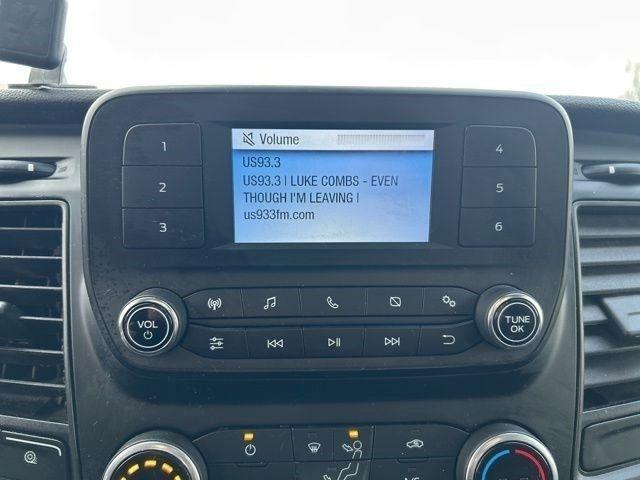 Volume
US93.3
US93.3 | LUKE COMBS - EVEN
THOUGH I'M LEAVING |
us933fm.com
1
2
3
4
5
6
VOL
TUNE
OK
A/C